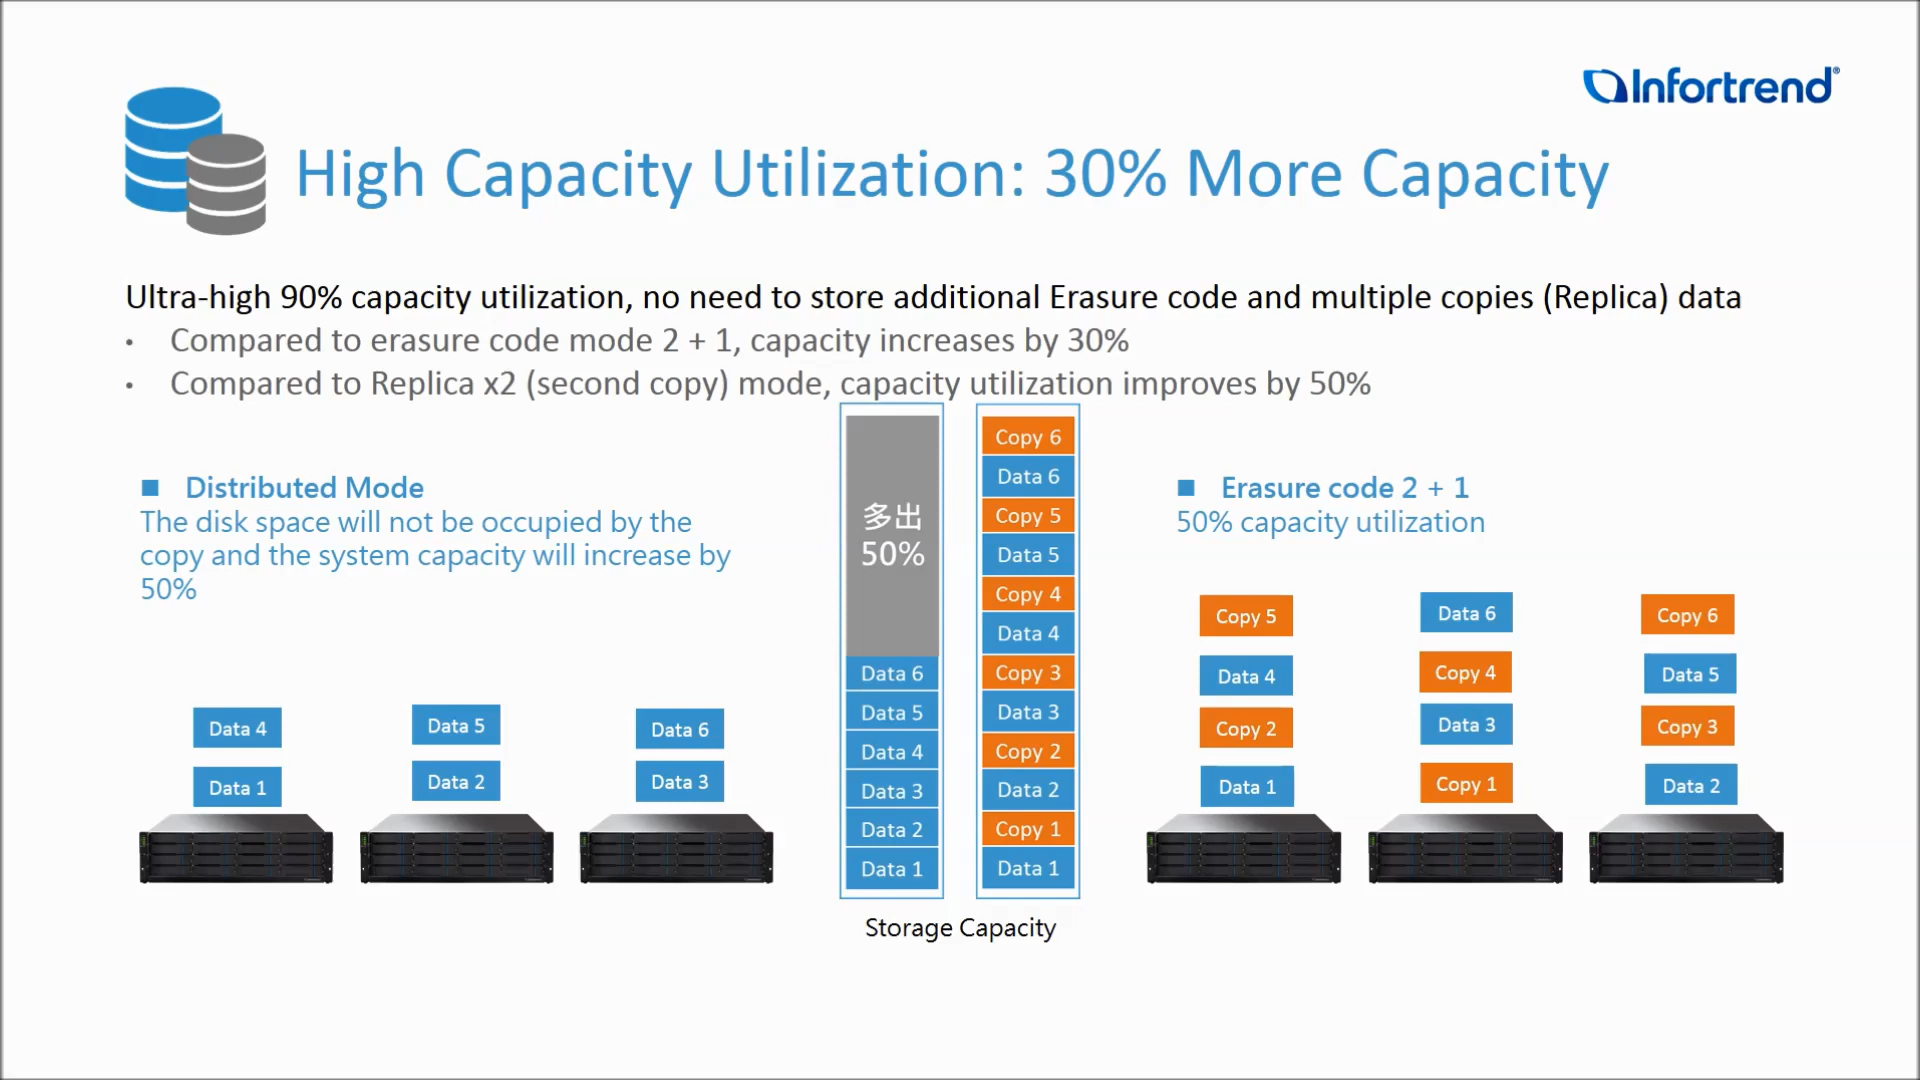 Infortrend®
High Capacity Utilization: 30% More Capacity
Ultra-high 90% capacity utilization, no need to store additional Erasure code and multiple copies (Replica) data
• Compared to erasure code mode 2 + 1, capacity increases by 30%
• Compared to Replica x2 (second copy) mode, capacity utilization improves by 50%
■ Distributed Mode
The disk space will not be occupied by the
copy and the system capacity will increase by
50%
Data 4
Data 1
Data 5
Data 2
Data 6
Data 3
多出
50%
Data 6
Data 5
Data 4
Data 3
Data 2
Data 1
Copy 6
Data 6
Copy 5
Data 5
Copy 4
Data 4
Copy 3
Data 3
Copy 2
Data 2
Copy 1
Data 1
Storage Capacity
■ Erasure code 2 + 1
50% capacity utilization
Copy 5
Data 4
Copy 2
Data 1
Data 6
Copy 4
Data 3
Copy 1
Copy 6
Data 5
Copy 3
Data 2